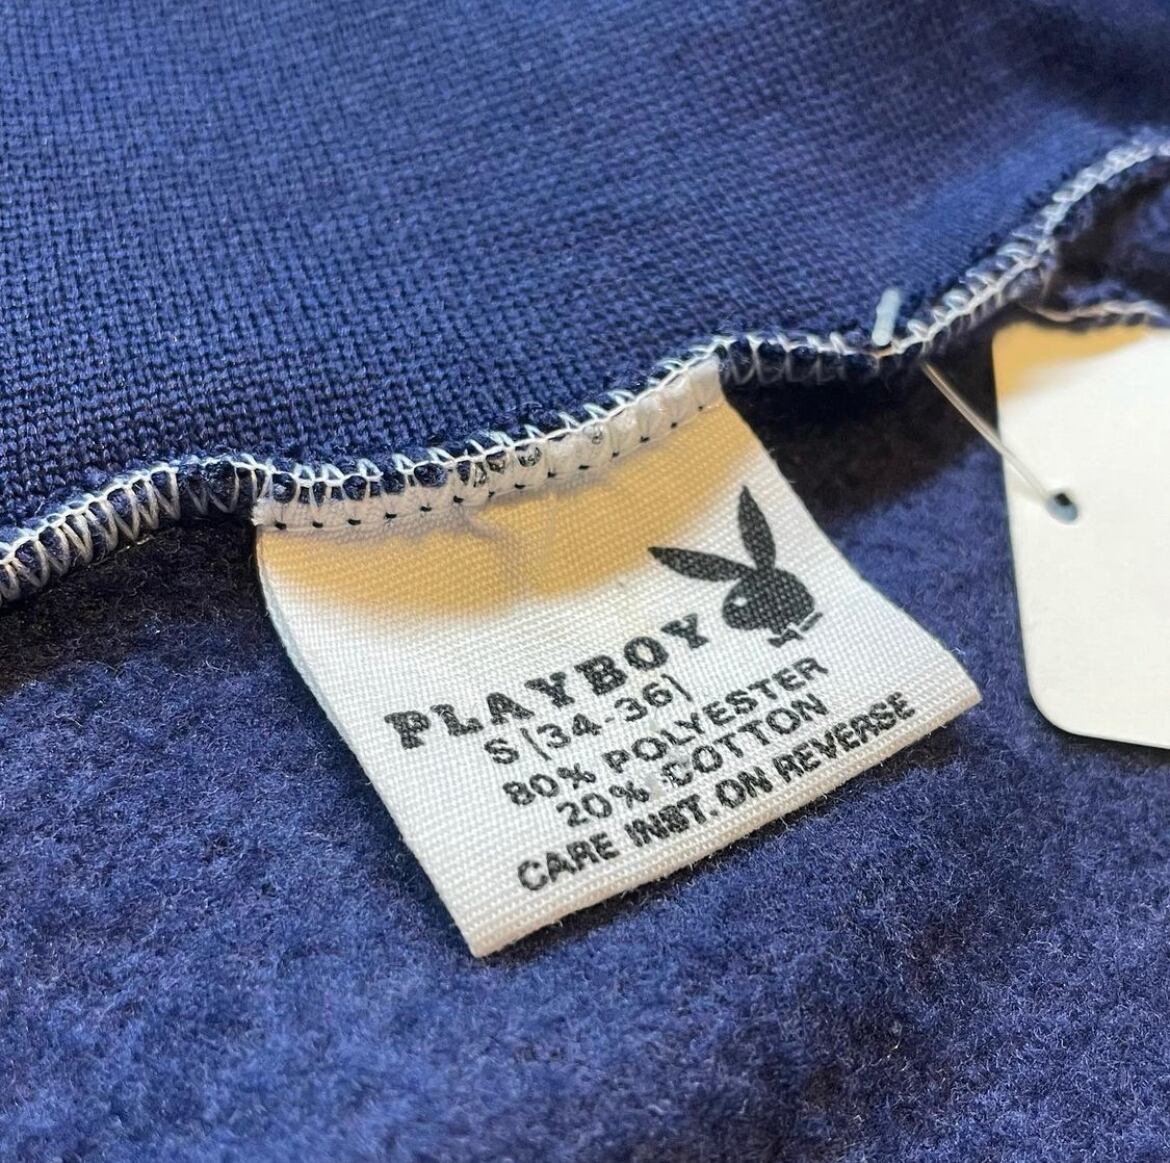 PLAYBOY
S (34-36)
80% POLYESTER
20% COTTON
CARE INST. ON REVERSE